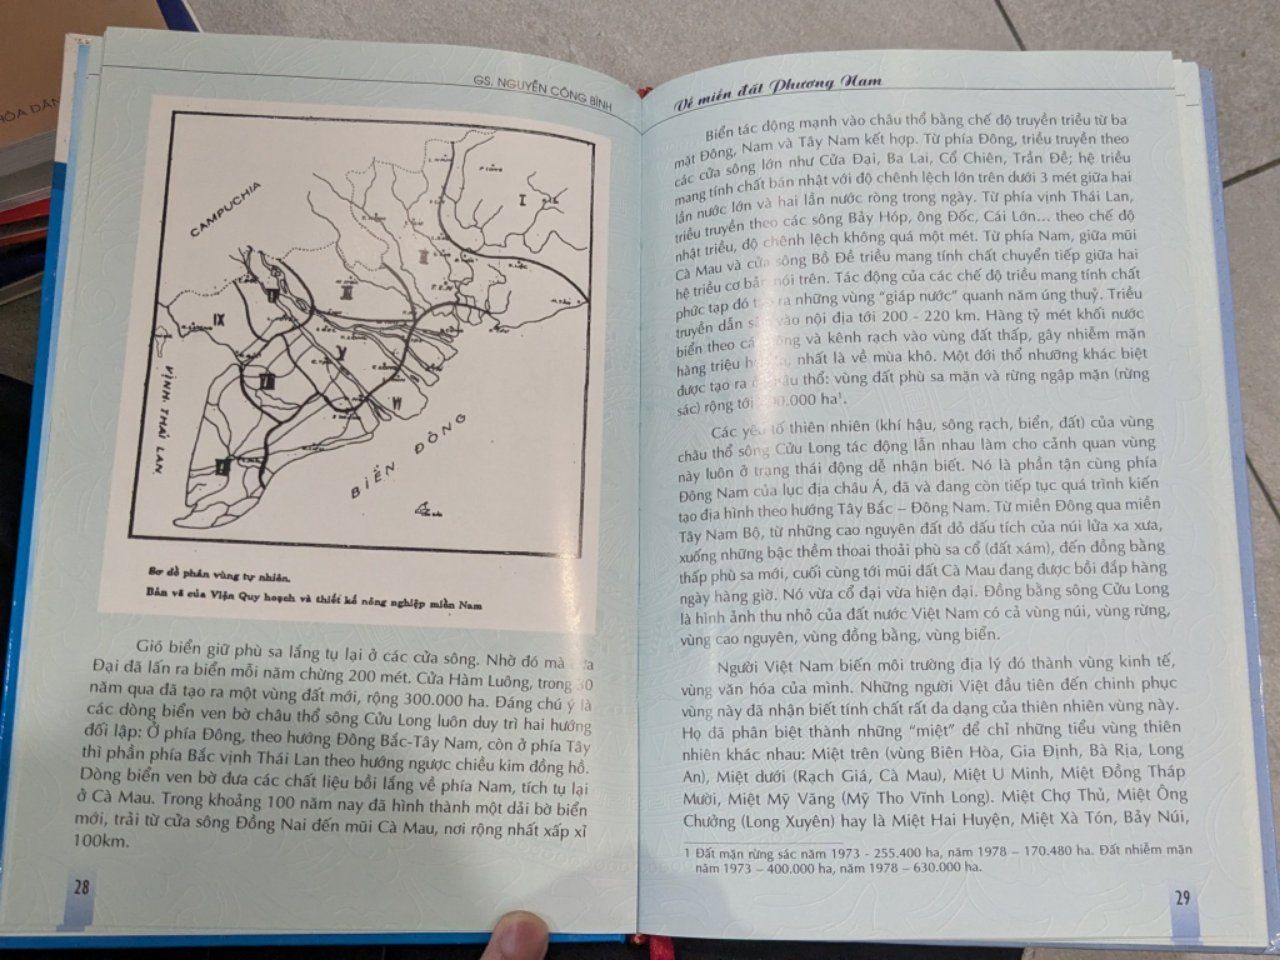 HÒA DÂN
GS, NGUYỄN CÔNG BÌNH
CAMPUCHIA
I
II
III
IX
V
VI
VỊNH THÁI LAN
BIỂN ĐÔNG
Sơ đồ phân vùng tự nhiên.
Bản vẽ của Viện Quy hoạch và thiết kế nông nghiệp miền Nam
Gió biển giữ phù sa lắng tụ lại ở các cửa sông. Nhờ đó mà
Đại đã lấn ra biển mỗi năm chừng 200 mét. Cửa Hàm Luông, trong
năm qua đã tạo ra một vùng đất mới, rộng 300.000 ha. Đáng chú ý là
các dòng biển ven bờ châu thổ sông Cửu Long luôn duy trì hai hướng
đối lập: Ở phía Đông, theo hướng Đông Bắc-Tây Nam, còn ở phía Tây
thì phần phía Bắc vịnh Thái Lan theo hướng ngược chiều kim đồng hồ.
Dòng biển ven bờ đưa các chất liệu bồi lắng về phía Nam, tích tụ lại
ở Cà Mau. Trong khoảng 100 năm nay đã hình thành một dải bờ biển
mới, trải từ cửa sông Đồng Nai đến mũi Cà Mau, nơi rộng nhất xấp xỉ
100km.
28
Về miền đất Phương Nam
Biển tác động mạnh vào châu thổ bằng chế độ truyền triều từ ba
mặt Đông, Nam và Tây Nam kết hợp. Từ phía Đông, triều truyền theo
các cửa sông lớn như Cửa Đại, Ba Lai, Cổ Chiên, Trần Đề; hệ triều
mang tính chất bán nhật với độ chênh lệch lớn trên dưới 3 mét giữa hai
lần nước lớn và hai lần nước ròng trong ngày. Từ phía vịnh Thái Lan,
triều truyền theo các sông Bảy Hóp, ông Đốc, Cái Lớn... theo chế độ
nhật triều, độ chênh lệch không quá một mét. Từ phía Nam, giữa mũi
Cà Mau và cửa sông Bồ Đề triều mang tính chất chuyển tiếp giữa hai
hệ triều cơ bản nói trên. Tác động của các chế độ triều mang tính chất
phức tạp đó tạo ra những vùng “giáp nước” quanh năm úng thuỷ. Triều
truyền dẫn sâu vào nội địa tới 200 - 220 km. Hàng tỷ mét khối nước
biển theo các sông và kênh rạch vào vùng đất thấp, gây nhiễm mặn
hàng triệu héc ta, nhất là về mùa khô. Một dới thổ nhưỡng khác biệt
được tạo ra ở châu thổ: vùng đất phù sa mặn và rừng ngập mặn (rừng
sác) rộng tới 0.000 ha¹.
Các yếu tố thiên nhiên (khí hậu, sông rạch, biển, đất) của vùng
châu thổ sông Cửu Long tác động lẫn nhau làm cho cảnh quan vùng
này luôn ở trạng thái động dễ nhận biết. Nó là phần tận cùng phía
Đông Nam của lục địa châu Á, đã và đang còn tiếp tục quá trình kiến
tạo địa hình theo hướng Tây Bắc – Đông Nam. Từ miền Đông qua miền
Tây Nam Bộ, từ những cao nguyên đất đỏ dấu tích của núi lửa xa xưa,
xuống những bậc thềm thoai thoải phù sa cổ (đất xám), đến đồng bằng
thấp phù sa mới, cuối cùng tới mũi đất Cà Mau đang được bồi đắp hàng
ngày hàng giờ. Nó vừa cổ đại vừa hiện đại. Đồng bằng sông Cửu Long
là hình ảnh thu nhỏ của đất nước Việt Nam có cả vùng núi, vùng rừng,
vùng cao nguyên, vùng đồng bằng, vùng biển.
Người Việt Nam biến môi trường địa lý đó thành vùng kinh tế,
vùng văn hóa của mình. Những người Việt đầu tiên đến chinh phục
vùng này đã nhận biết tính chất rất đa dạng của thiên nhiên vùng này.
Họ đã phân biệt thành những “miệt” để chỉ những tiểu vùng thiên
nhiên khác nhau: Miệt trên (vùng Biên Hòa, Gia Định, Bà Rịa, Long
An), Miệt dưới (Rạch Giá, Cà Mau), Miệt U Minh, Miệt Đồng Tháp
Mười, Miệt Mỹ Văng (Mỹ Tho Vĩnh Long). Miệt Chợ Thủ, Miệt Ông
Chưởng (Long Xuyên) hay là Miệt Hai Huyện, Miệt Xà Tón, Bảy Núi,
1 Đất mặn rừng sác năm 1973 - 255.400 ha, năm 1978 – 170.480 ha. Đất nhiễm mặn
năm 1973 – 400.000 ha, năm 1978 – 630.000 ha.
29